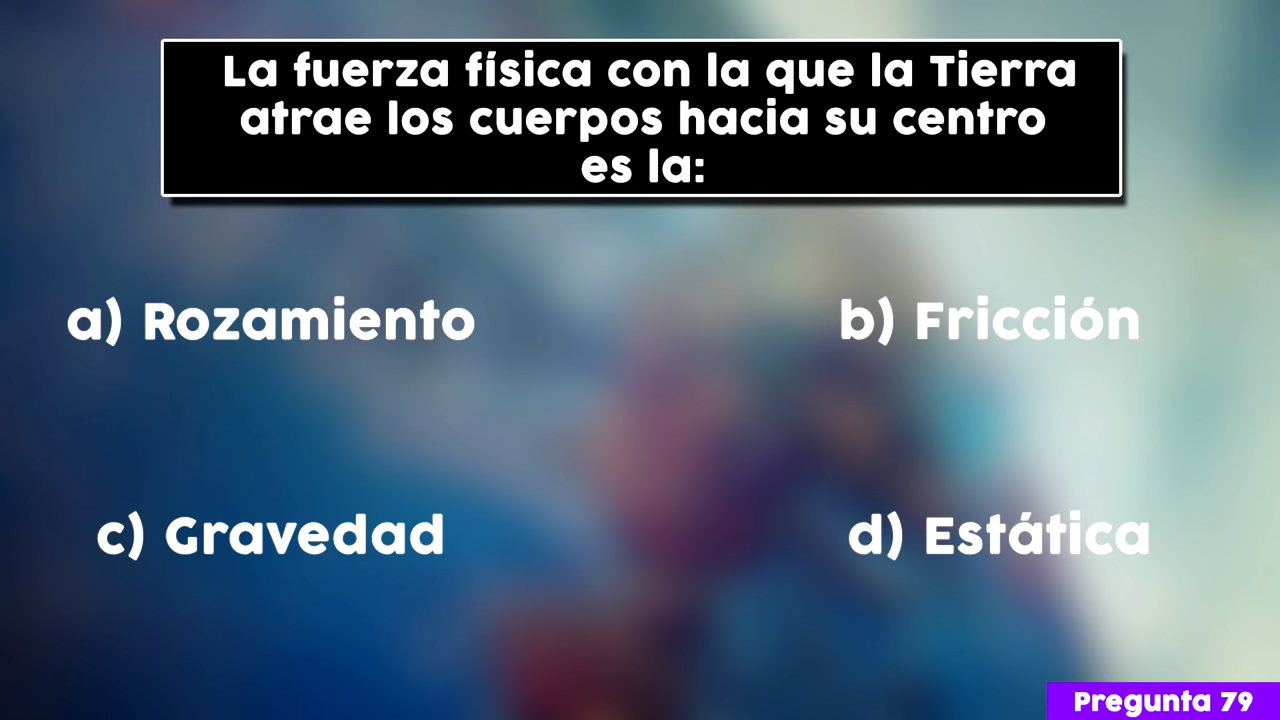 La fuerza física con la que la Tierra
atrae los cuerpos hacia su centro
es la:
a) Rozamiento
b) Fricción
c) Gravedad
d) Estática
Pregunta 79